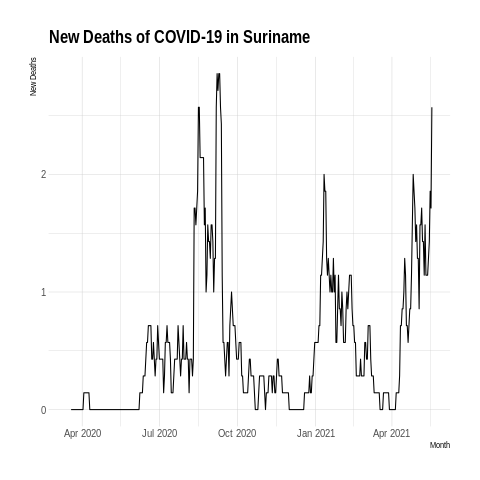 New Deaths of COVID-19 in Suriname
New Deaths
2
1
0
Apr 2020 Jul 2020 Oct 2020 Jan 2021 Apr 2021
Month